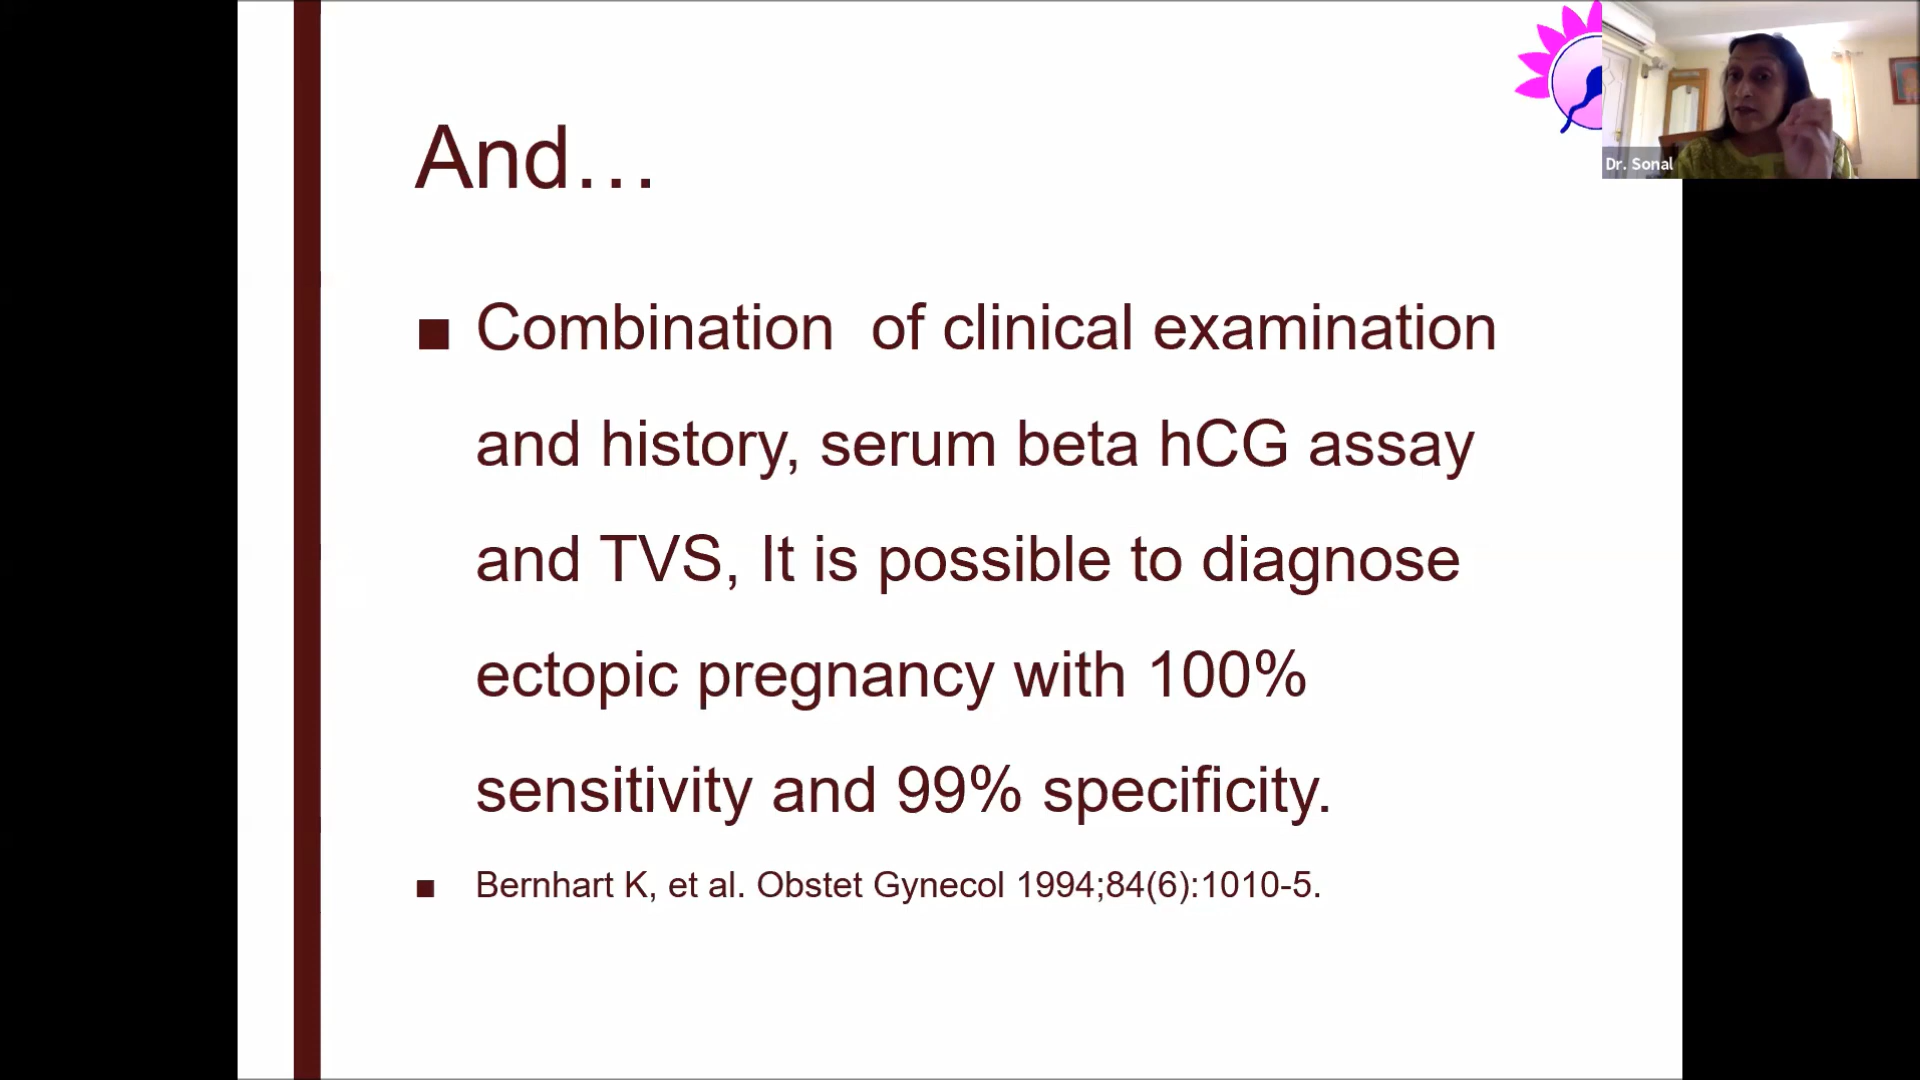 Dr. Sonal
And...
■ Combination of clinical examination
and history, serum beta hCG assay
and TVS, It is possible to diagnose
ectopic pregnancy with 100%
sensitivity and 99% specificity.
■ Bernhart K, et al. Obstet Gynecol 1994;84(6):1010-5.